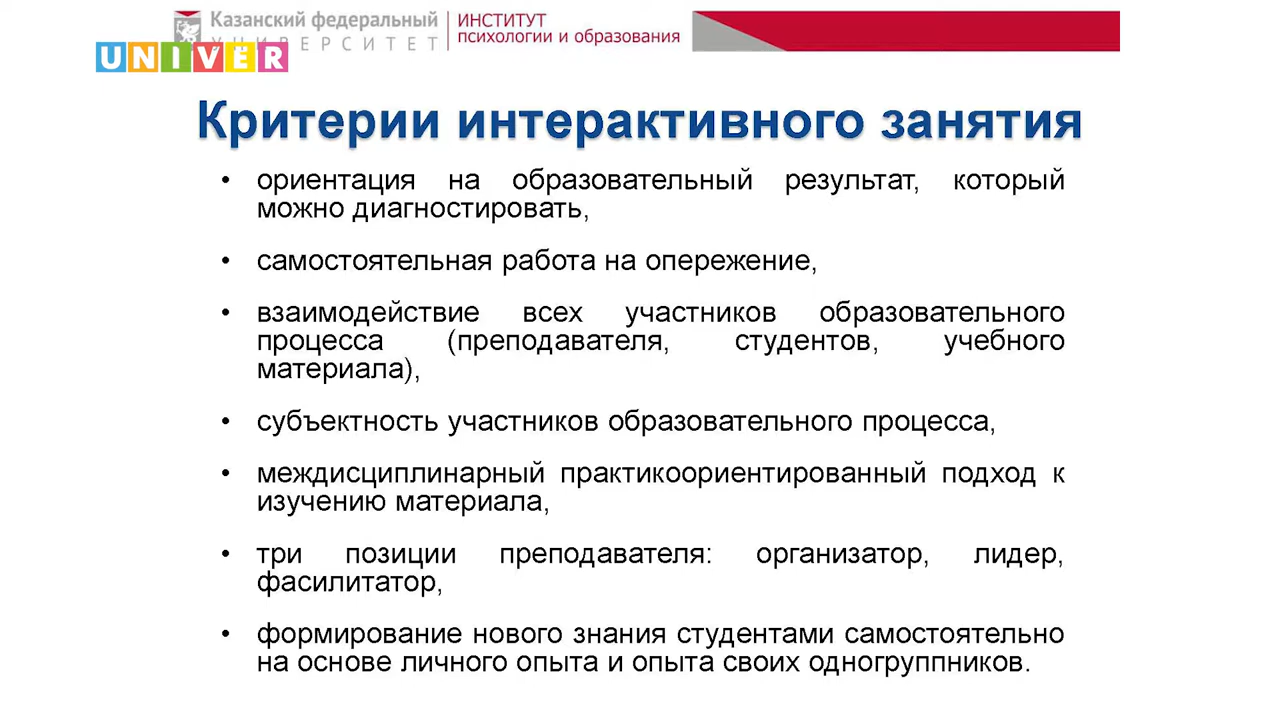 Казанский федеральный
УНИВЕРСИТЕТ
ИНСТИТУТ
психологии и образования
UNIVER
Критерии интерактивного занятия
• ориентация на образовательный результат, который
можно диагностировать,
• самостоятельная работа на опережение,
• взаимодействие всех участников образовательного
процесса (преподавателя, студентов, учебного
материала),
• субъектность участников образовательного процесса,
• междисциплинарный практикоориентированный подход к
изучению материала,
• три позиции преподавателя: организатор, лидер,
фасилитатор,
• формирование нового знания студентами самостоятельно
на основе личного опыта и опыта своих одногруппников.